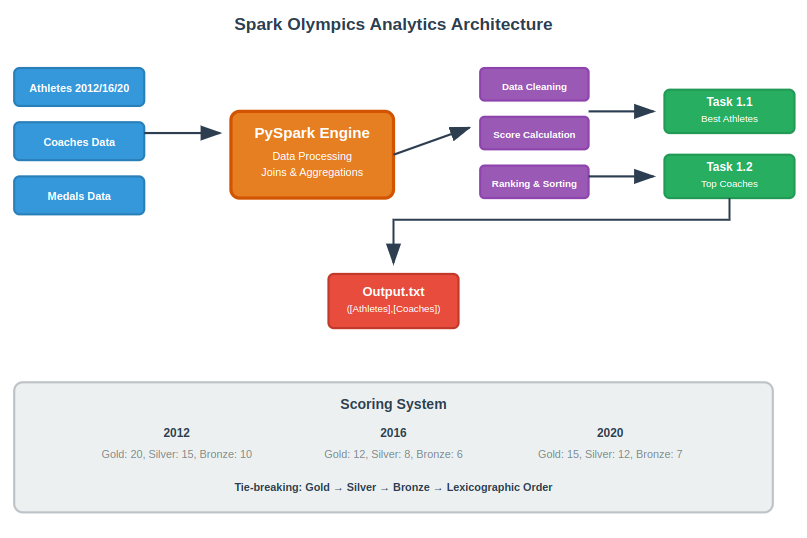 Spark Olympics Analytics Architecture
Athletes 2012/16/20
Coaches Data
Medals Data
PySpark Engine
Data Processing
Joins & Aggregations
Data Cleaning
Score Calculation
Ranking & Sorting
Task 1.1
Best Athletes
Task 1.2
Top Coaches
Output.txt
([Athletes],[Coaches])
Scoring System
2012
Gold: 20, Silver: 15, Bronze: 10
2016
Gold: 12, Silver: 8, Bronze: 6
2020
Gold: 15, Silver: 12, Bronze: 7
Tie-breaking: Gold → Silver → Bronze → Lexicographic Order